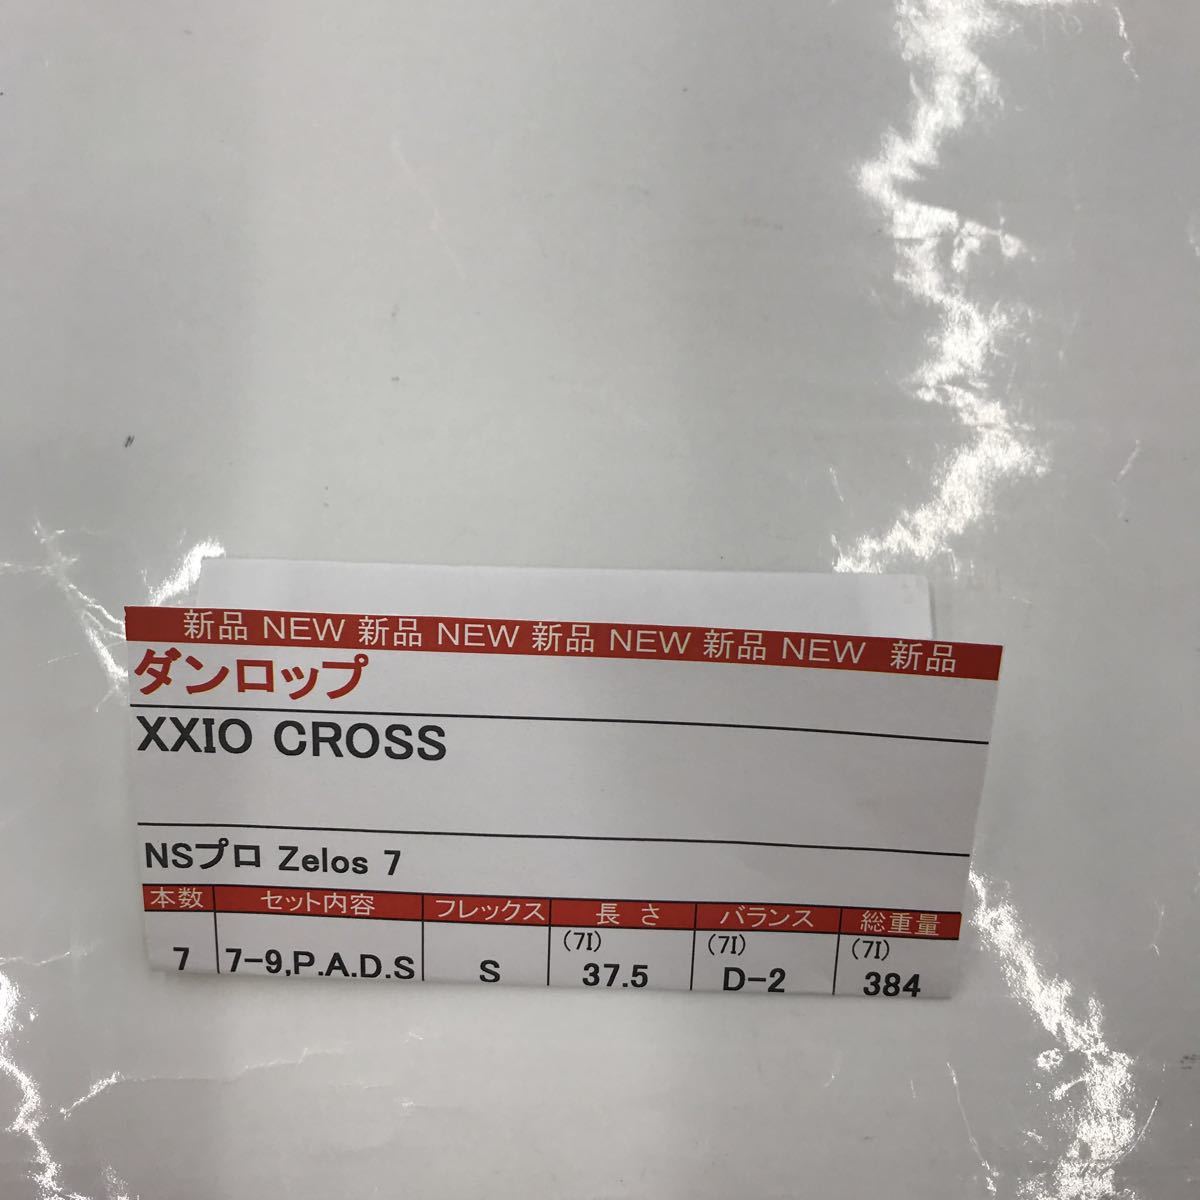 新品 NEW 新品 NEW 新品 NEW 新品 NEW 新品
ダンロップ
XXIO CROSS
NSプロ Zelos 7
本数 セット内容 フレックス 長さ バランス 総重量
(7I) (7I) (7I)
7 7-9,P.A.D.S S 37.5 D-2 384